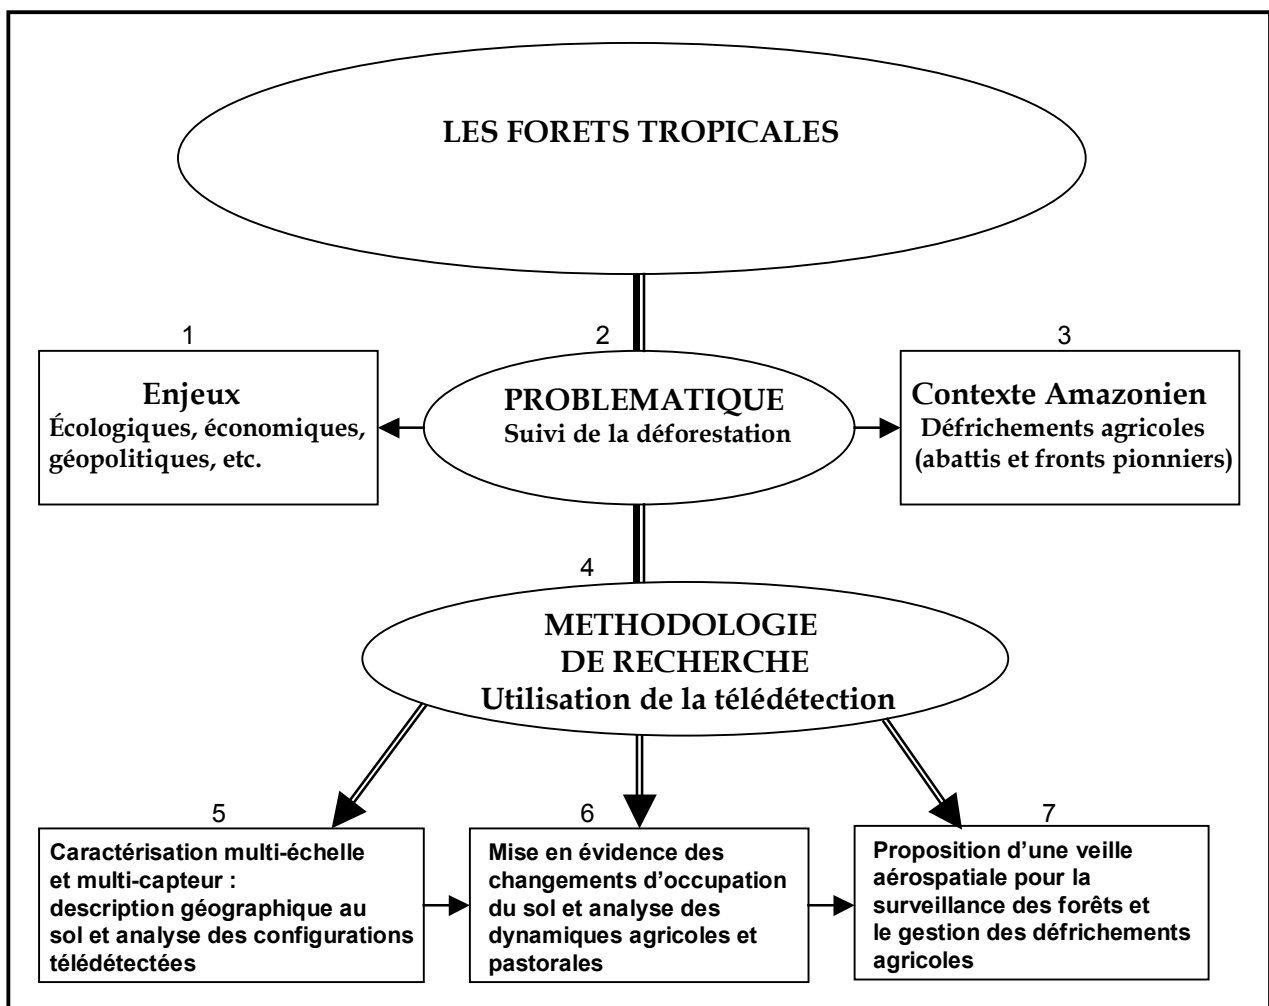 LES FORETS TROPICALES
1
Enjeux
Écologiques, économiques,
géopolitiques, etc.
2
PROBLEMATIQUE
Suivi de la déforestation
3
Contexte Amazonien
Défrichements agricoles
(abattis et fronts pionniers)
4
METHODOLOGIE
DE RECHERCHE
Utilisation de la télédétection
5
Caractérisation multi-échelle
et multi-capteur :
description géographique au
sol et analyse des configurations
télédétectées
6
Mise en évidence des
changements d'occupation
du sol et analyse des
dynamiques agricoles et
pastorales
7
Proposition d'une veille
aérospatiale pour la
surveillance des forêts et
le gestion des défrichements
agricoles